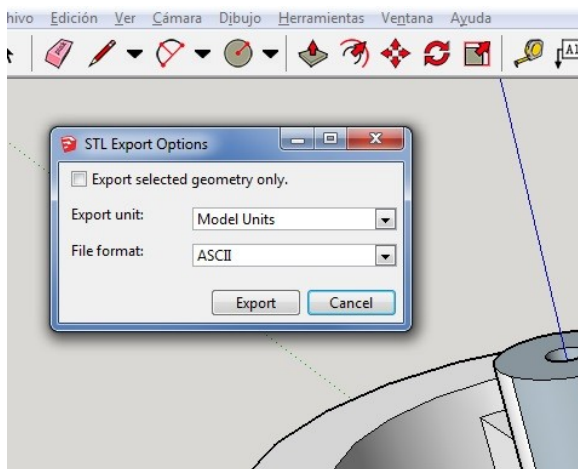 Edición Ver Cámara Dibujo Herramientas Ventana Ayuda
STL Export Options
Export selected geometry only.
Export unit: Model Units
File format: ASCII
Export Cancel